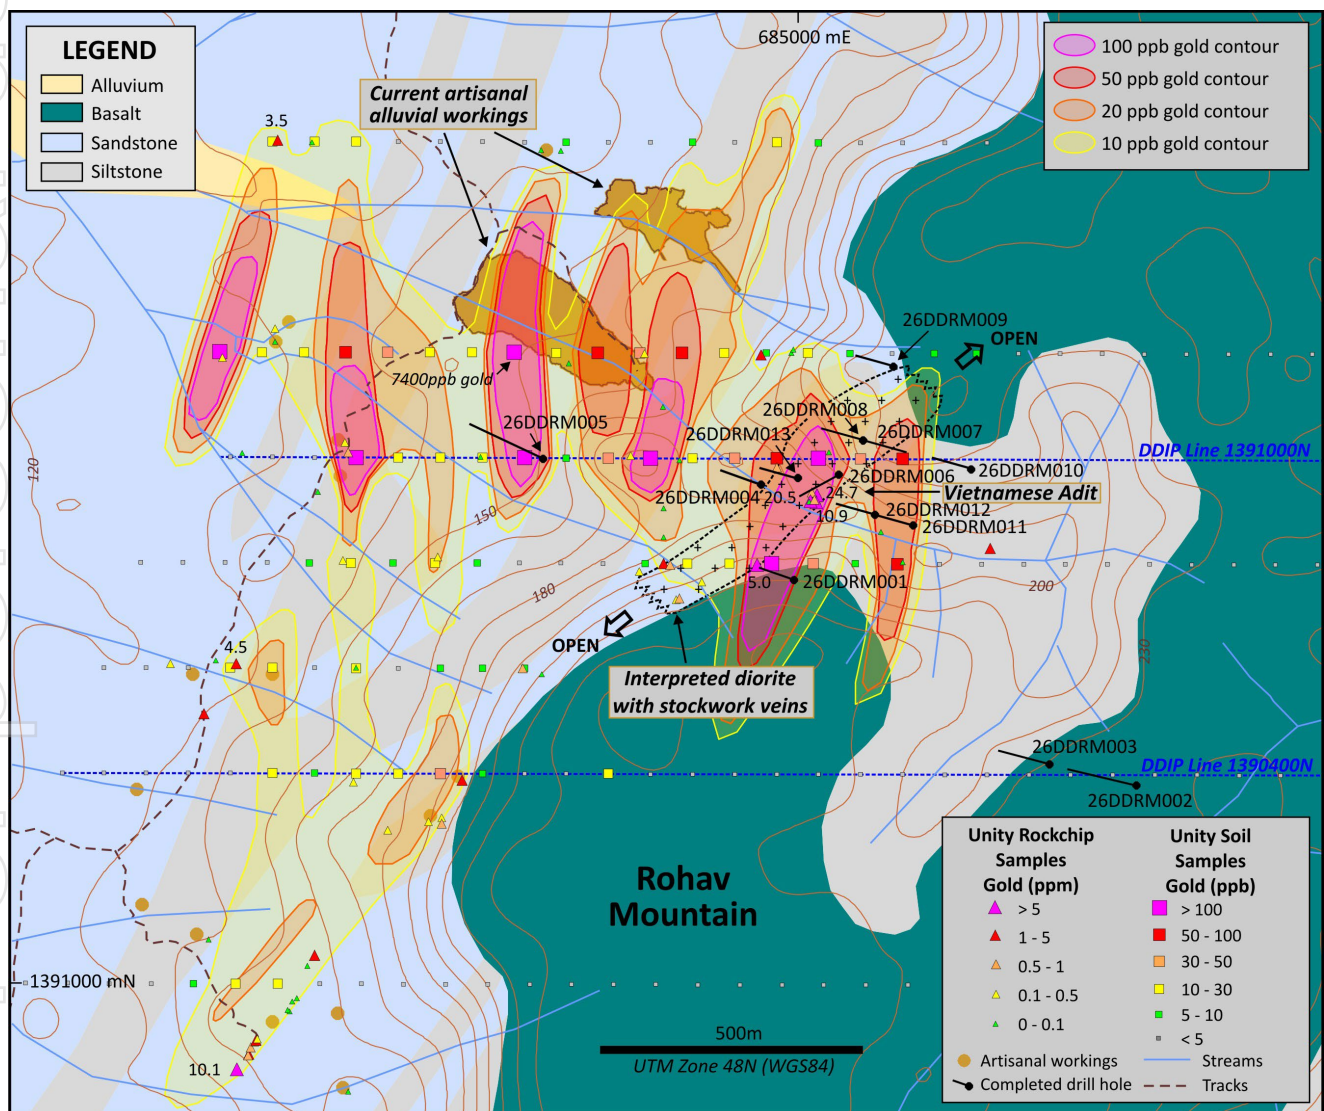 LEGEND
Alluvium
Basalt
Sandstone
Siltstone
685000 mE
100 ppb gold contour
50 ppb gold contour
20 ppb gold contour
10 ppb gold contour
Current artisanal
alluvial workings
3.5
26DDRM009
OPEN
7400ppb gold
26DDRM005
26DDRM008
26DDRM007
26DDRM013
DDIP Line 1391000N
26DDRM010
26DDRM006
26DDRM004
20.5
24.7
Vietnamese Adit
10.9
26DDRM012
26DDRM011
120
150
180
200
230
5.0
26DDRM001
OPEN
4.5
Interpreted diorite
with stockwork veins
26DDRM003
DDIP Line 1390400N
26DDRM002
Rohav
Mountain
1391000 mN
10.1
500m
UTM Zone 48N (WGS84)
Unity Rockchip
Samples
Gold (ppm)
> 5
1 - 5
0.5 - 1
0.1 - 0.5
0 - 0.1
Unity Soil
Samples
Gold (ppb)
> 100
50 - 100
30 - 50
10 - 30
5 - 10
< 5
Artisanal workings
Streams
Completed drill hole
Tracks